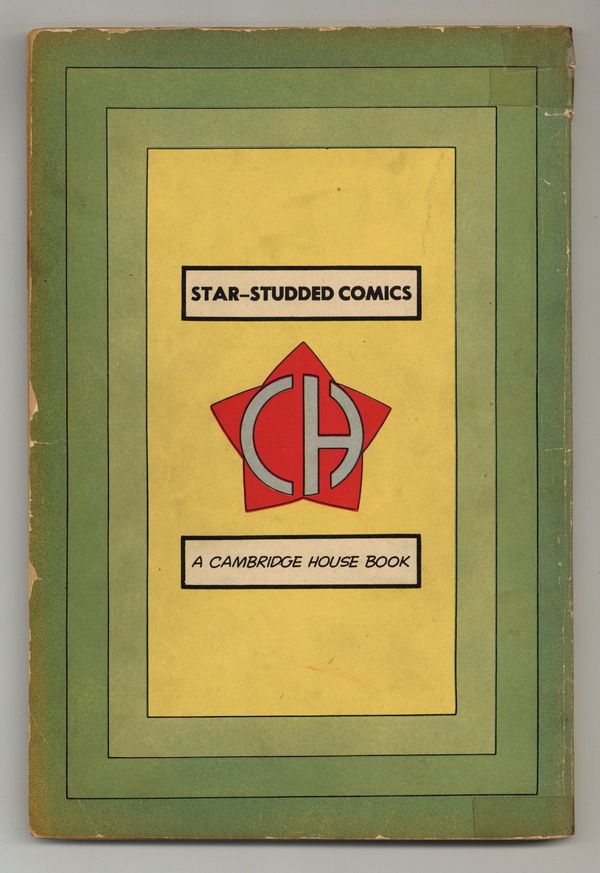 STAR-STUDDED COMICS
CH
A CAMBRIDGE HOUSE BOOK